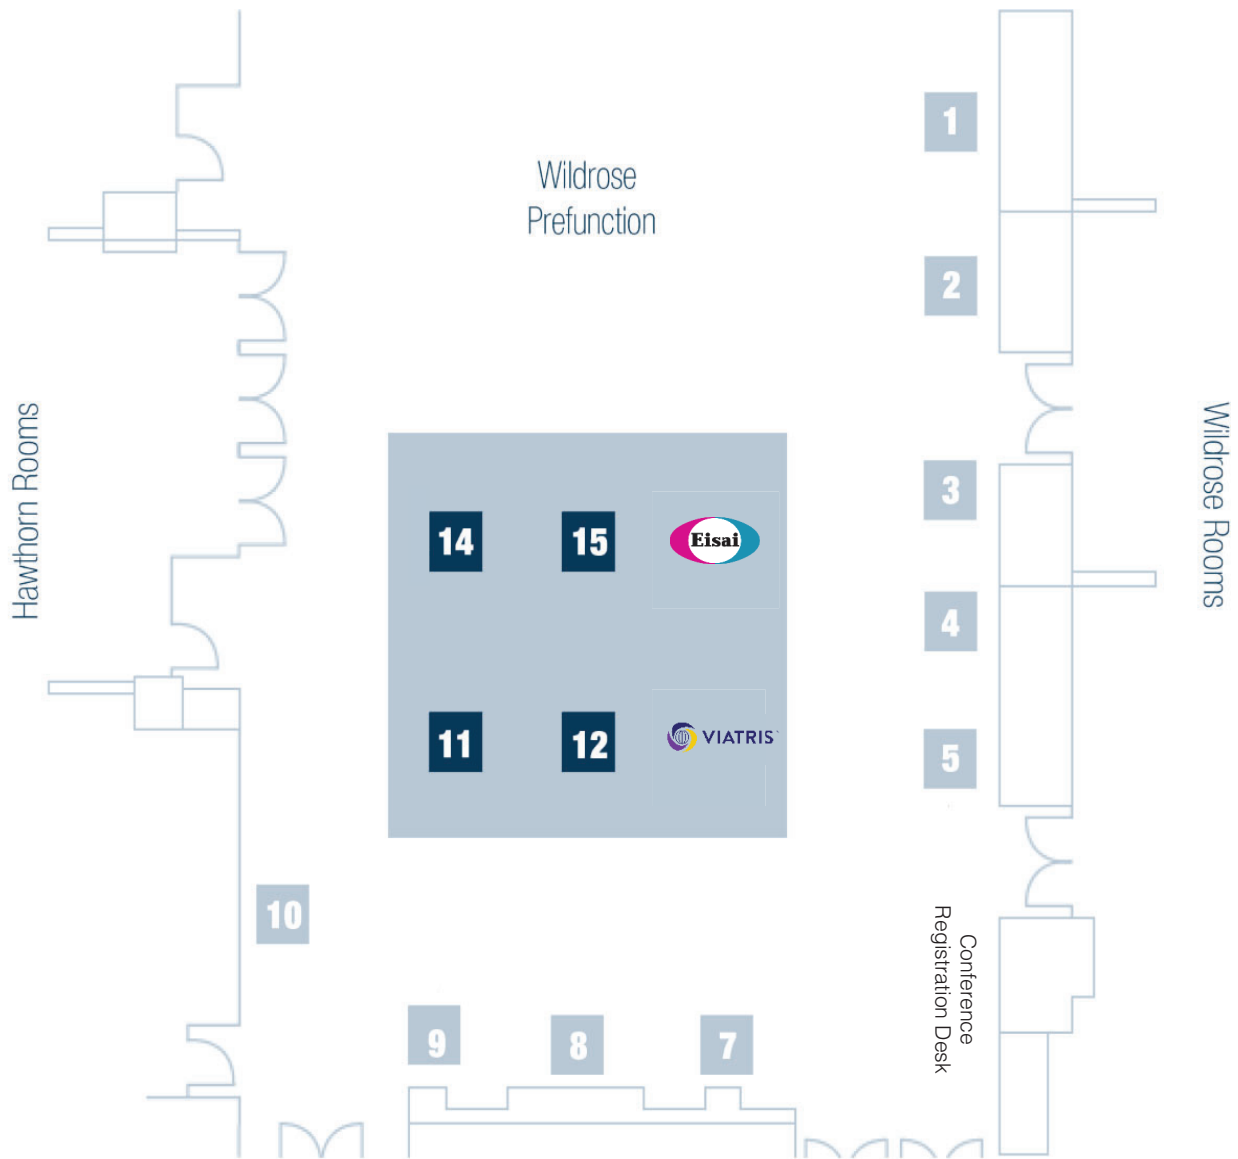 1
Wildrose
Prefunction
2
Hawthorn Rooms
Wildrose Rooms
3
14
15
Eisai
4
11
12
VIATRIS
5
10
Conference
Registration Desk
9
8
7